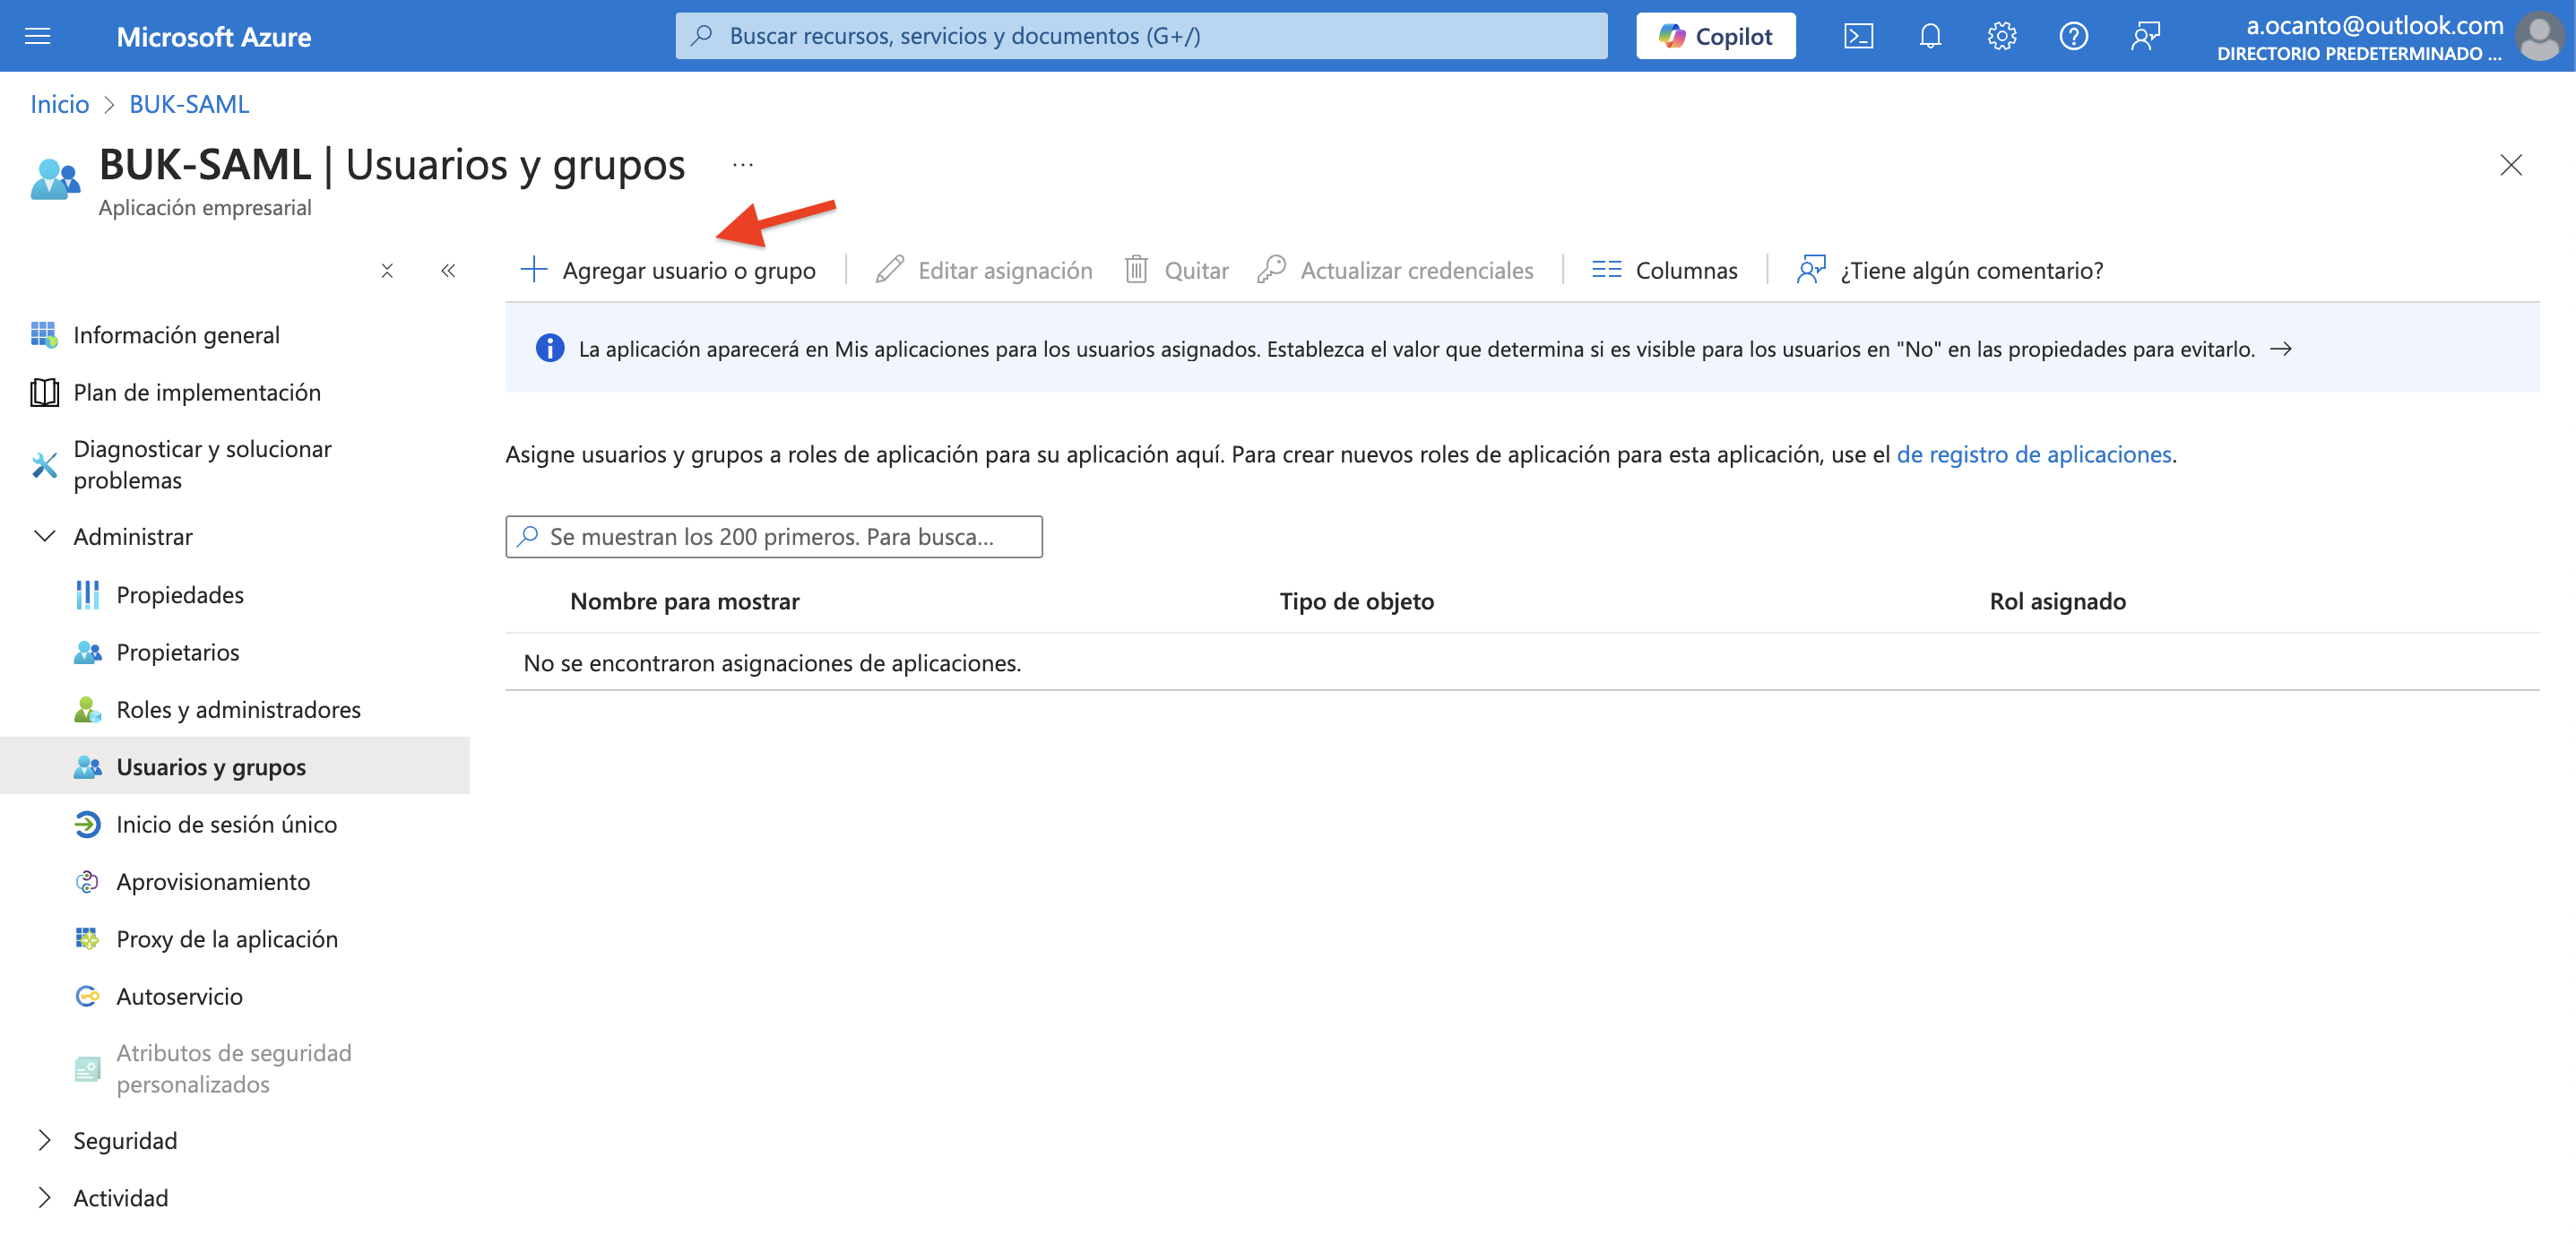 Microsoft Azure
Buscar recursos, servicios y documentos (G+/)
Copilot
a.ocanto@outlook.com
DIRECTORIO PREDETERMINADO ...
Inicio > BUK-SAML
BUK-SAML | Usuarios y grupos ...
Aplicación empresarial
Agregar usuario o grupo
Editar asignación
Quitar
Actualizar credenciales
Columnas
¿Tiene algún comentario?
Información general
Plan de implementación
Diagnosticar y solucionar
problemas
Administrar
Propiedades
Propietarios
Roles y administradores
Usuarios y grupos
Inicio de sesión único
Aprovisionamiento
Proxy de la aplicación
Autoservicio
Atributos de seguridad
personalizados
Seguridad
Actividad
La aplicación aparecerá en Mis aplicaciones para los usuarios asignados. Establezca el valor que determina si es visible para los usuarios en "No" en las propiedades para evitarlo. →
Asigne usuarios y grupos a roles de aplicación para su aplicación aquí. Para crear nuevos roles de aplicación para esta aplicación, use el de registro de aplicaciones.
Se muestran los 200 primeros. Para busca...
Nombre para mostrar
Tipo de objeto
Rol asignado
No se encontraron asignaciones de aplicaciones.